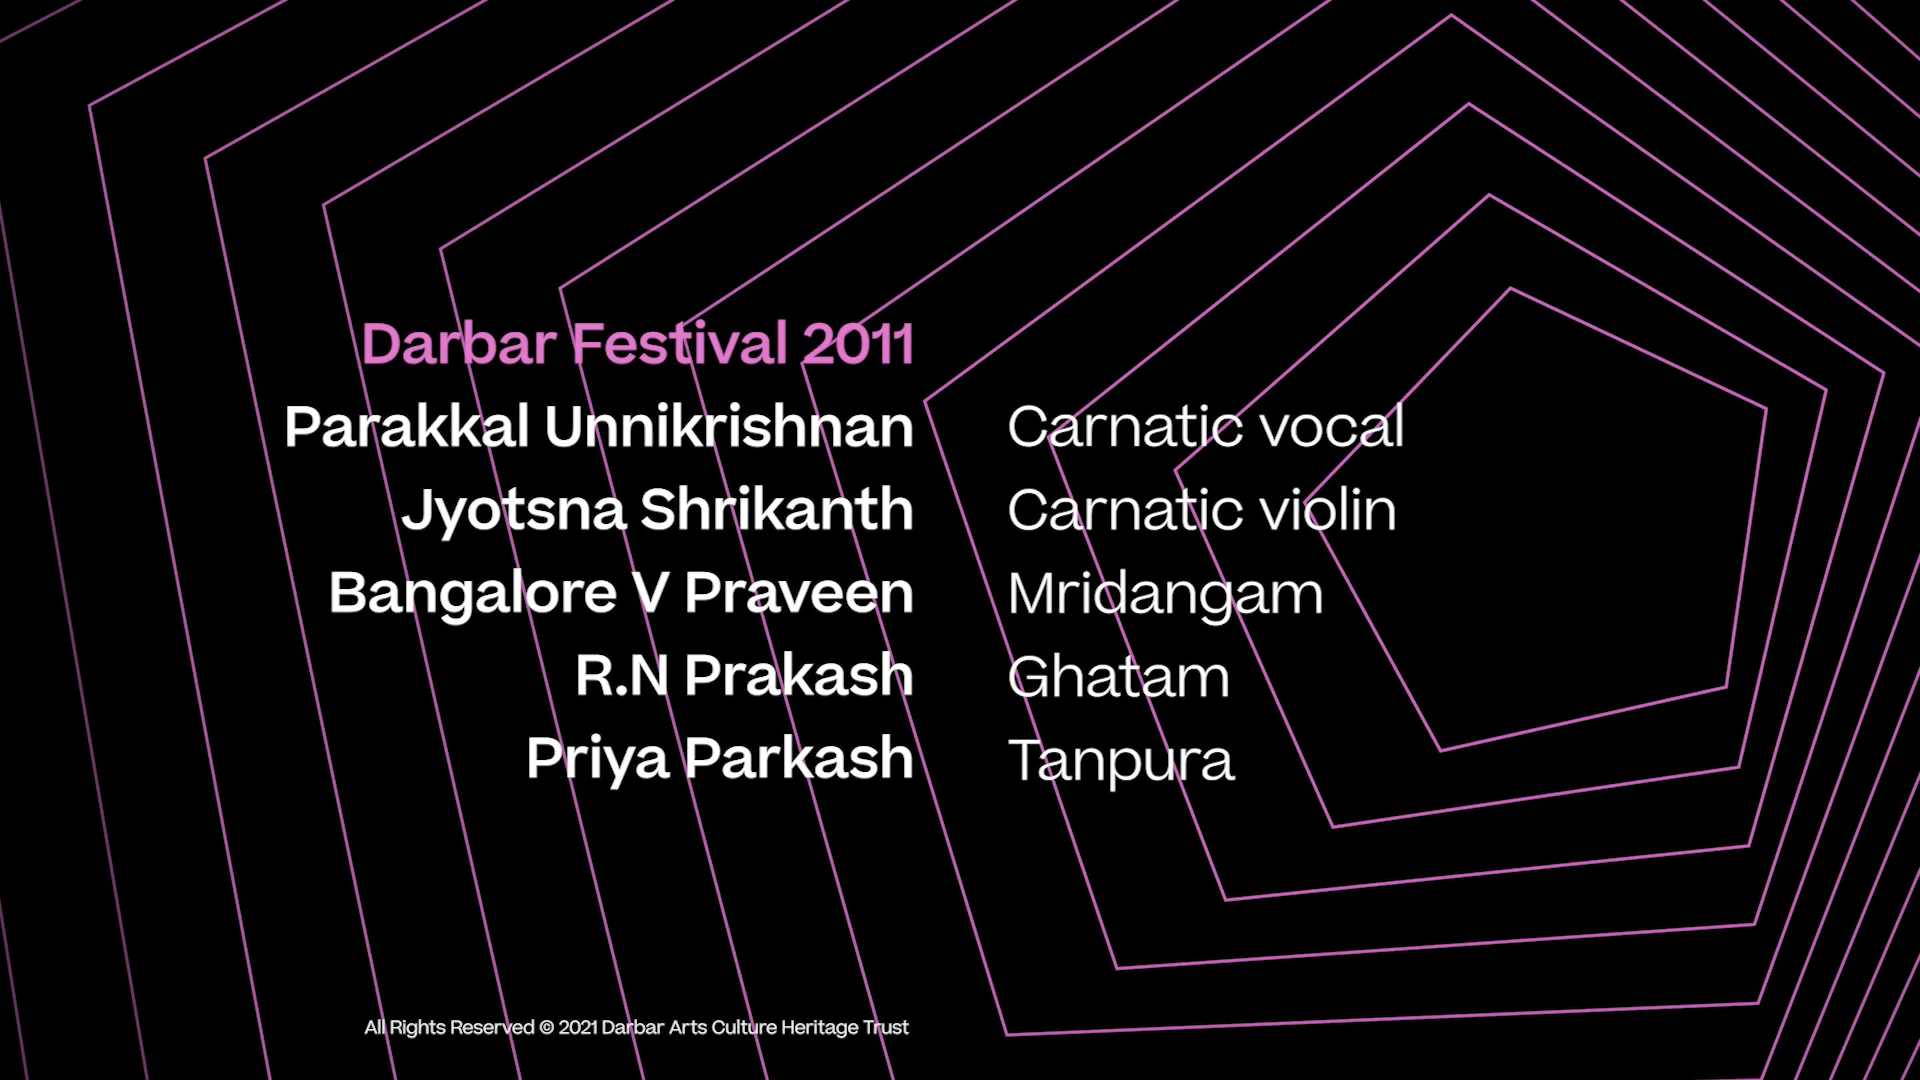 Darbar Festival 2011
Parakkal Unnikrishnan Carnatic vocal
Jyotsna Shrikanth Carnatic violin
Bangalore V Praveen Mridangam
R.N Prakash Ghatam
Priya Parkash Tanpura
All Rights Reserved © 2021 Darbar Arts Culture Heritage Trust